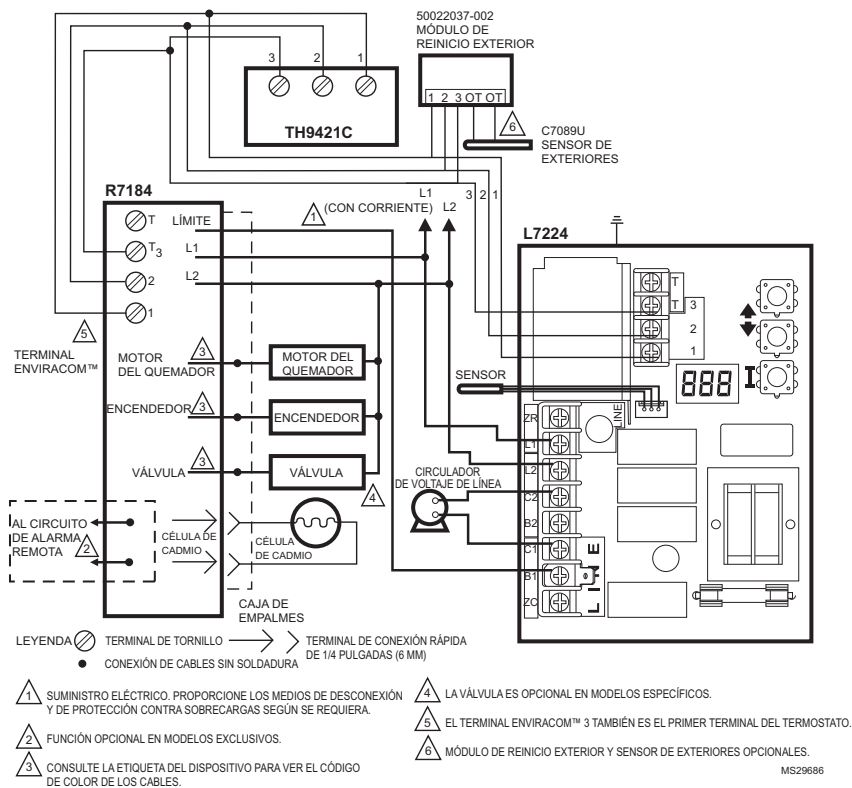 50022037-002
MÓDULO DE
REINICIO EXTERIOR
3 2 1
TH9421C
1 2 3 OT OT
6
C7089U
SENSOR DE
EXTERIORES
R7184
L1
(CON CORRIENTE)
L2
3 2 1
1
L7224
T
LÍMITE
T3
L1
2
L2
1
5
TERMINAL
ENVIRACOM™
T
T
3
2
1
MOTOR
DEL QUEMADOR
3
MOTOR DEL
QUEMADOR
ENCENDEDOR
3
ENCENDEDOR
VÁLVULA
3
VÁLVULA
4
SENSOR
888
ZR
LINE
L1
L2
C2
B2
C1
B1
ZC
LINE
CIRCULADOR
DE VOLTAJE DE LÍNEA
AL CIRCUITO
DE ALARMA
REMOTA
2
CÉLULA DE
CADMIO
CÉLULA
DE CADMIO
CAJA DE
EMPALMES
LEYENDA
TERMINAL DE TORNILLO
TERMINAL DE CONEXIÓN RÁPIDA
DE 1/4 PULGADAS (6 MM)
CONEXIÓN DE CABLES SIN SOLDADURA
1 SUMINISTRO ELÉCTRICO. PROPORCIONE LOS MEDIOS DE DESCONEXIÓN
Y DE PROTECCIÓN CONTRA SOBRECARGAS SEGÚN SE REQUIERA.
2 FUNCIÓN OPCIONAL EN MODELOS EXCLUSIVOS.
3 CONSULTE LA ETIQUETA DEL DISPOSITIVO PARA VER EL CÓDIGO
DE COLOR DE LOS CABLES.
4 LA VÁLVULA ES OPCIONAL EN MODELOS ESPECÍFICOS.
5 EL TERMINAL ENVIRACOM™ 3 TAMBIÉN ES EL PRIMER TERMINAL DEL TERMOSTATO.
6 MÓDULO DE REINICIO EXTERIOR Y SENSOR DE EXTERIORES OPCIONALES.
MS29686